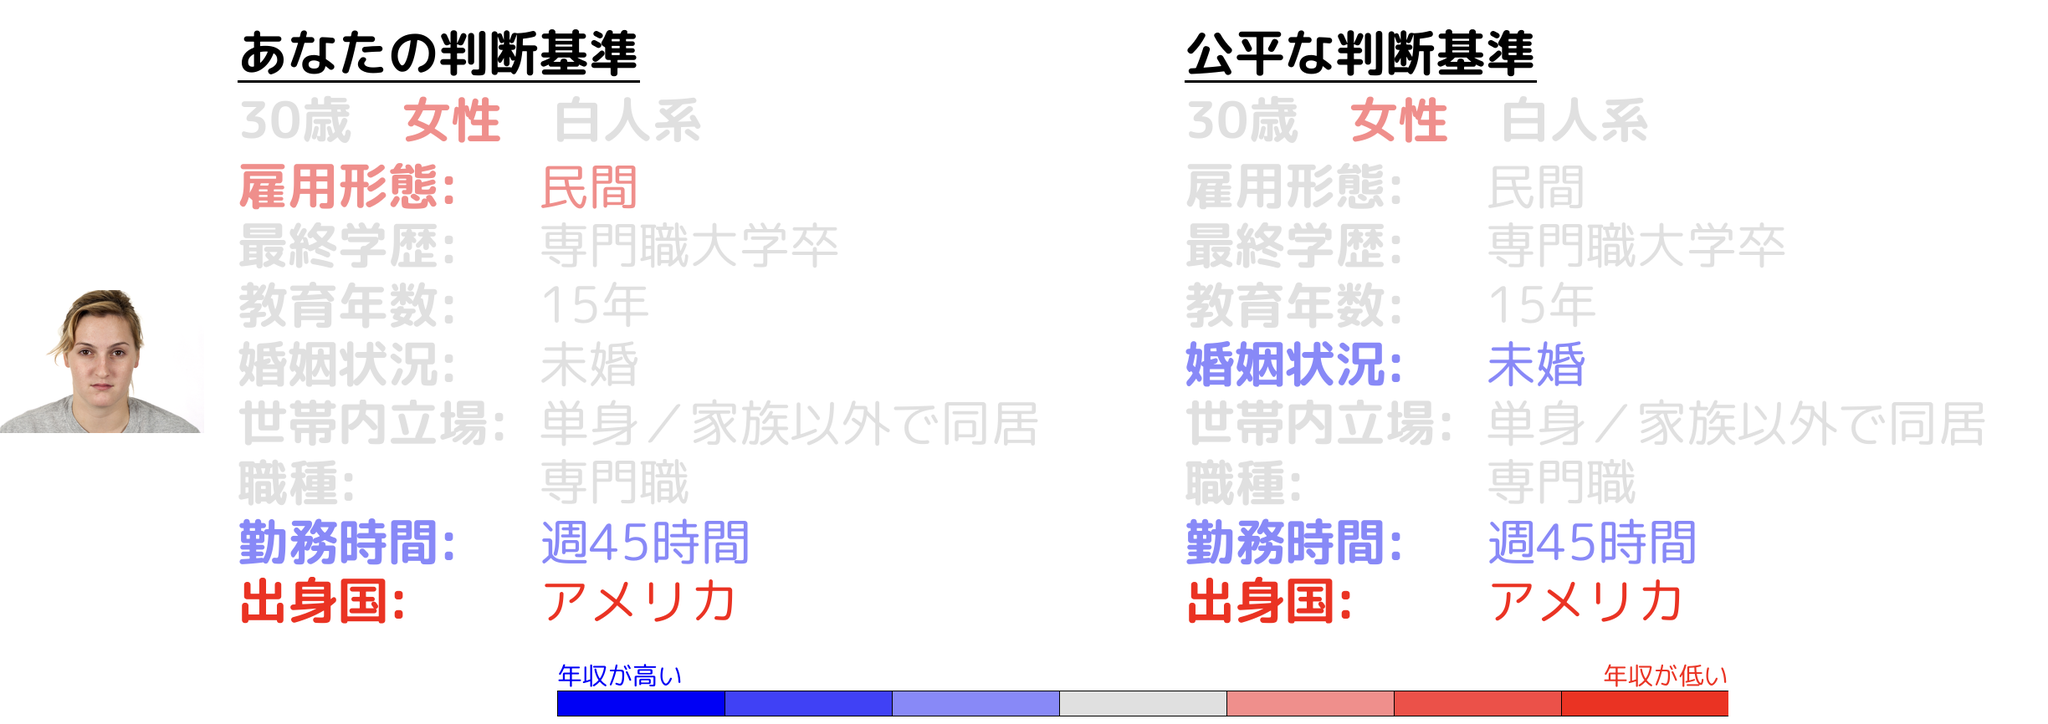 あなたの判断基準
30歳 女性 白人系
雇用形態: 民間
最終学歴: 専門職大学卒
教育年数: 15年
婚姻状況: 未婚
世帯内立場: 単身／家族以外で同居
職種: 専門職
勤務時間: 週45時間
出身国: アメリカ
公平な判断基準
30歳 女性 白人系
雇用形態: 民間
最終学歴: 専門職大学卒
教育年数: 15年
婚姻状況: 未婚
世帯内立場: 単身／家族以外で同居
職種: 専門職
勤務時間: 週45時間
出身国: アメリカ
年収が高い
年収が低い